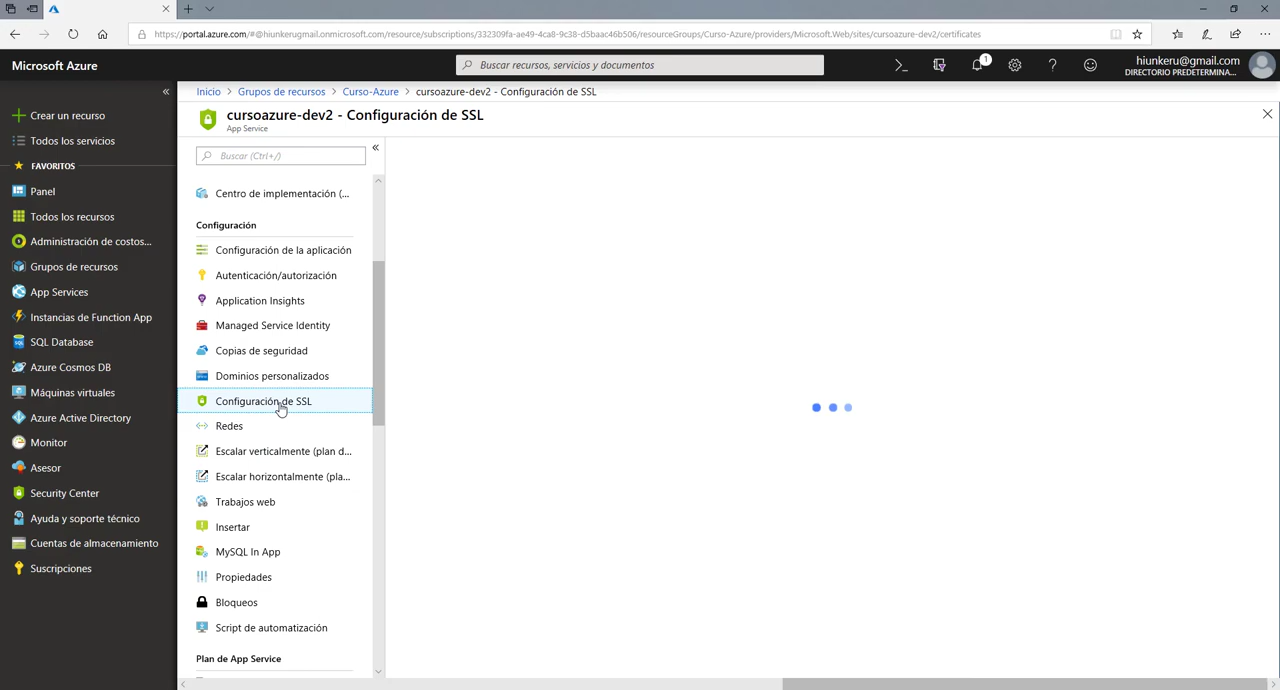 https://portal.azure.com/#@hiunkerugmail.onmicrosoft.com/resource/subscriptions/332309fa-ae49-4ca8-9c38-d5baac46b506/resourceGroups/Curso-Azure/providers/Microsoft.Web/sites/cursoazure-dev2/certificates
Microsoft Azure
Buscar recursos, servicios y documentos
1
hiunkeru@gmail.com
DIRECTORIO PREDETERMINA...
Inicio > Grupos de recursos > Curso-Azure > cursoazure-dev2 - Configuración de SSL
cursoazure-dev2 - Configuración de SSL
App Service
Crear un recurso
Todos los servicios
FAVORITOS
Panel
Todos los recursos
Administración de costos...
Grupos de recursos
App Services
Instancias de Function App
SQL Database
Azure Cosmos DB
Máquinas virtuales
Azure Active Directory
Monitor
Asesor
Security Center
Ayuda y soporte técnico
Cuentas de almacenamiento
Suscripciones
Buscar (Ctrl+/)
Centro de implementación (...
Configuración
Configuración de la aplicación
Autenticación/autorización
Application Insights
Managed Service Identity
Copias de seguridad
Dominios personalizados
Configuración de SSL
Redes
Escalar verticalmente (plan d...
Escalar horizontalmente (pla...
Trabajos web
Insertar
MySQL In App
Propiedades
Bloqueos
Script de automatización
Plan de App Service